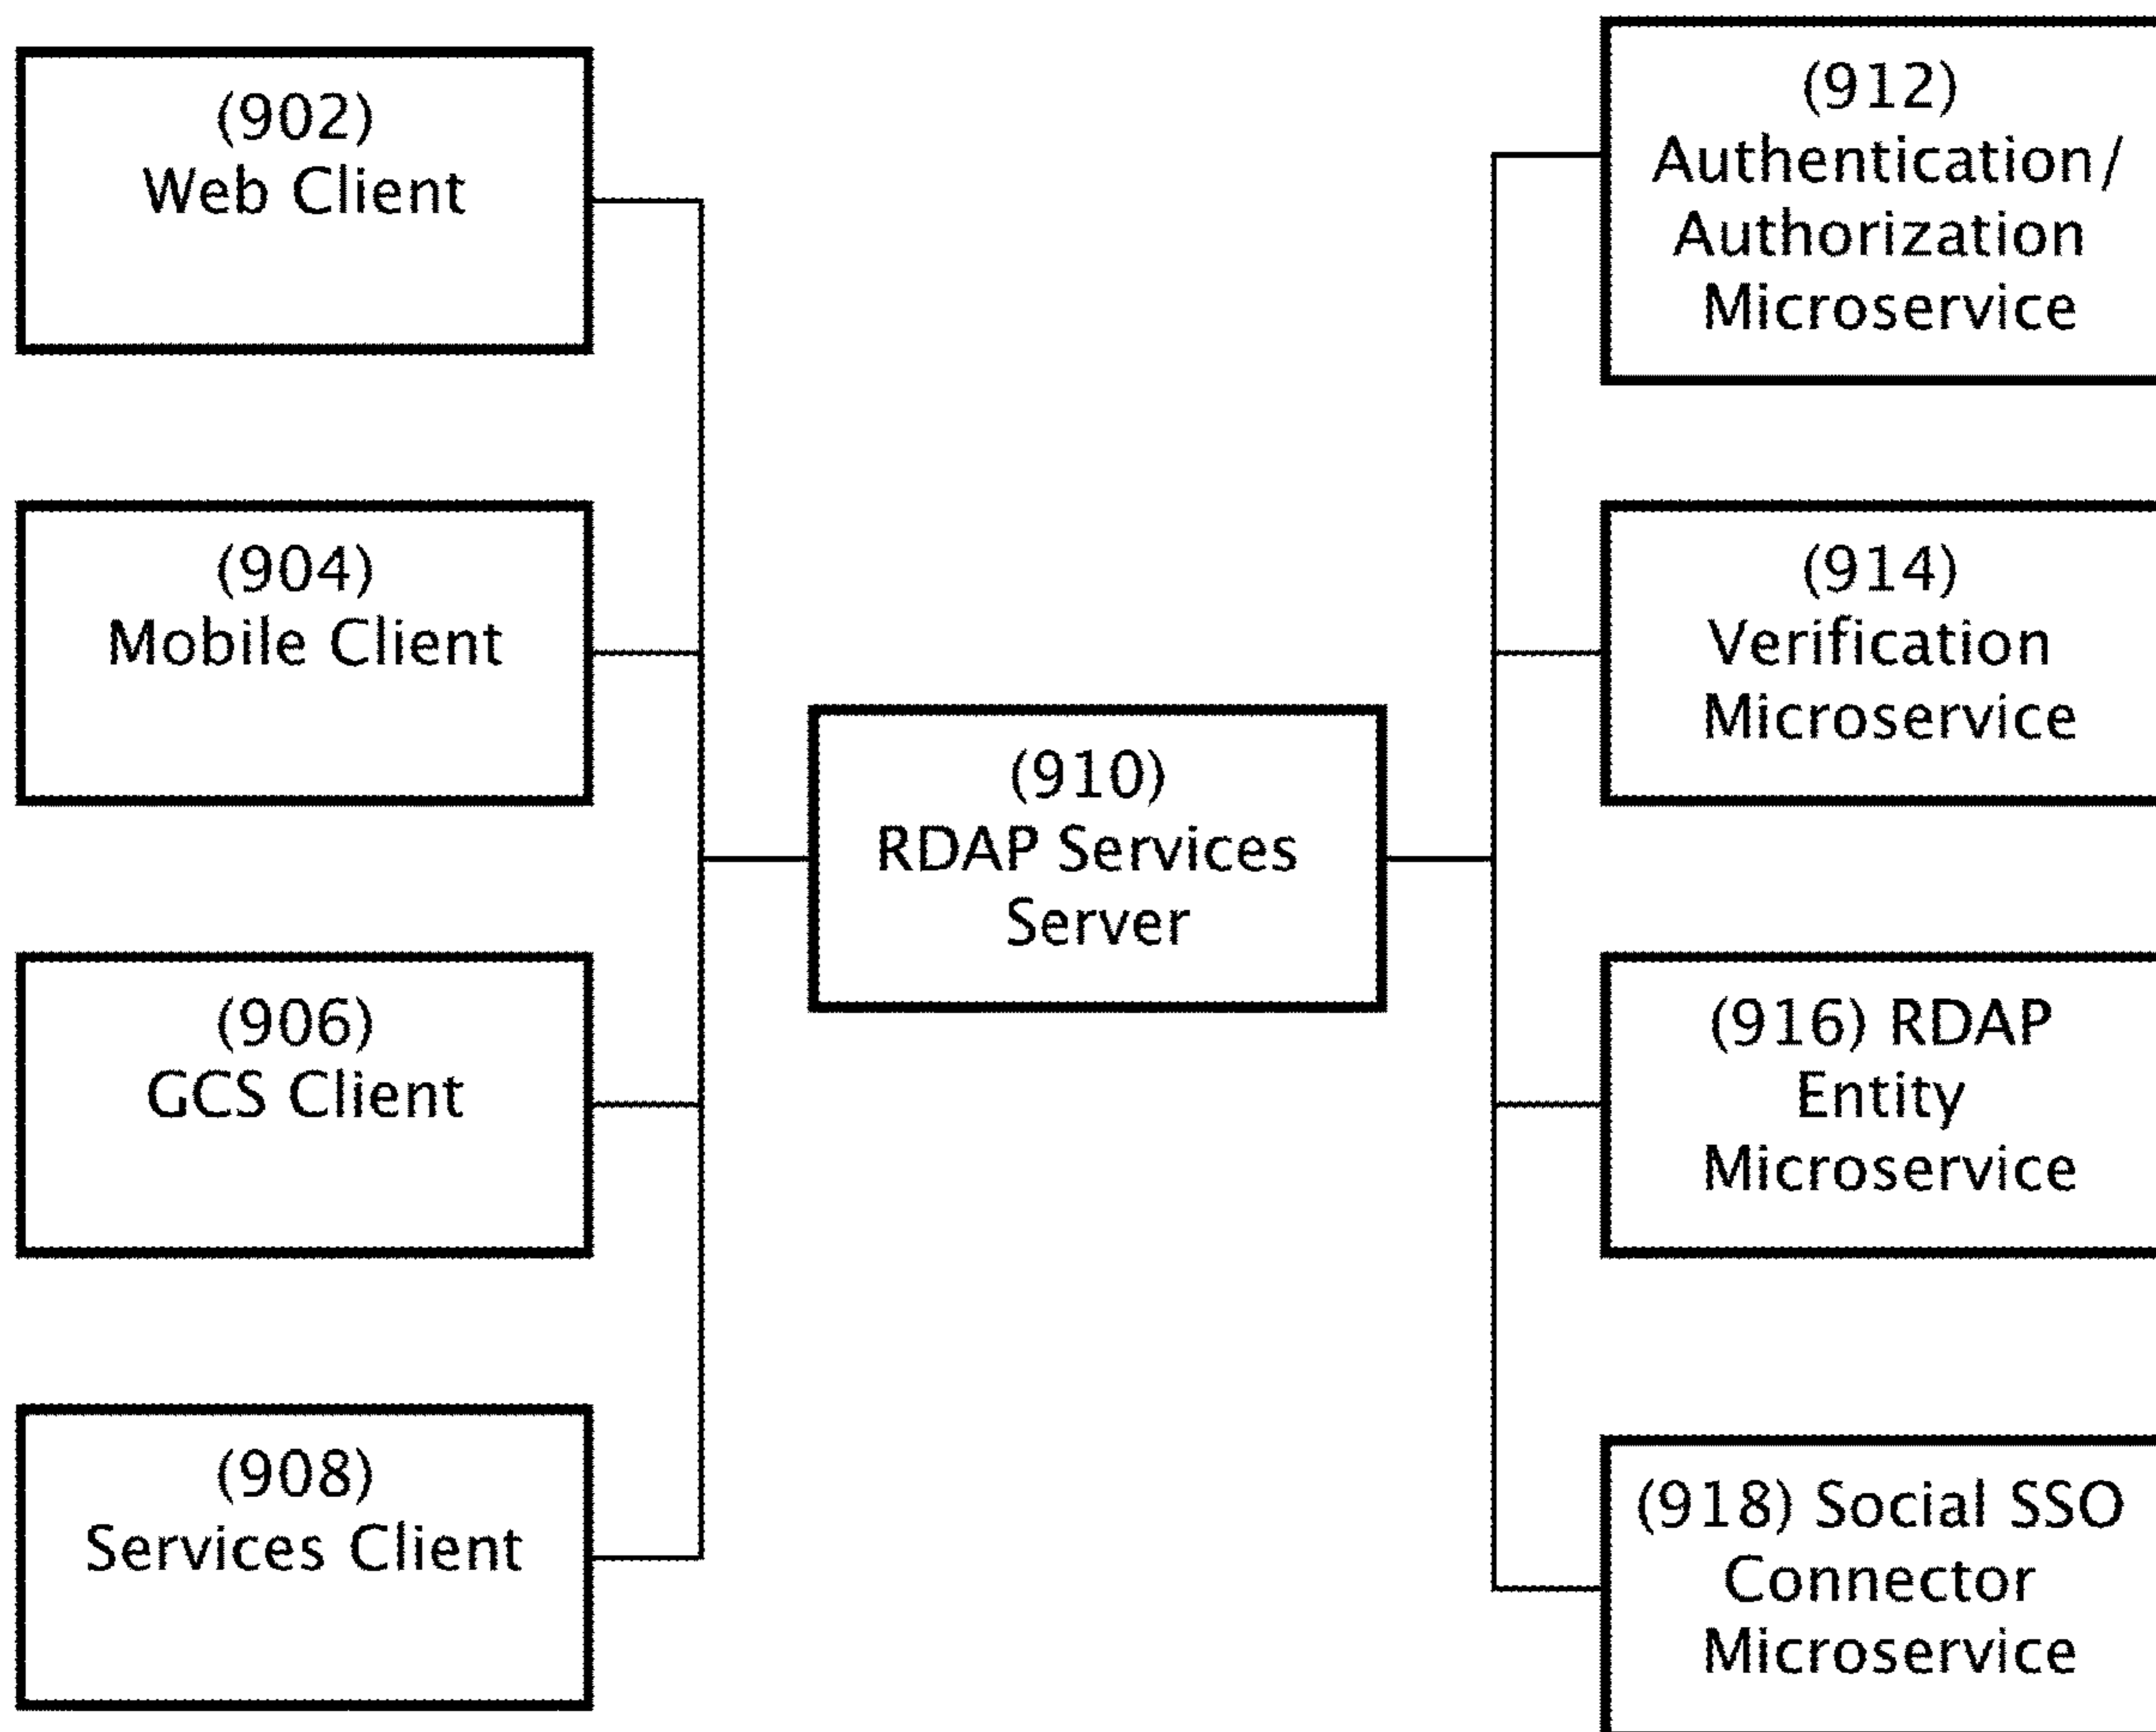 (902)
Web Client
(904)
Mobile Client
(906)
GCS Client
(908)
Services Client
(910)
RDAP Services
Server
(912)
Authentication/
Authorization
Microservice
(914)
Verification
Microservice
(916) RDAP
Entity
Microservice
(918) Social SSO
Connector
Microservice